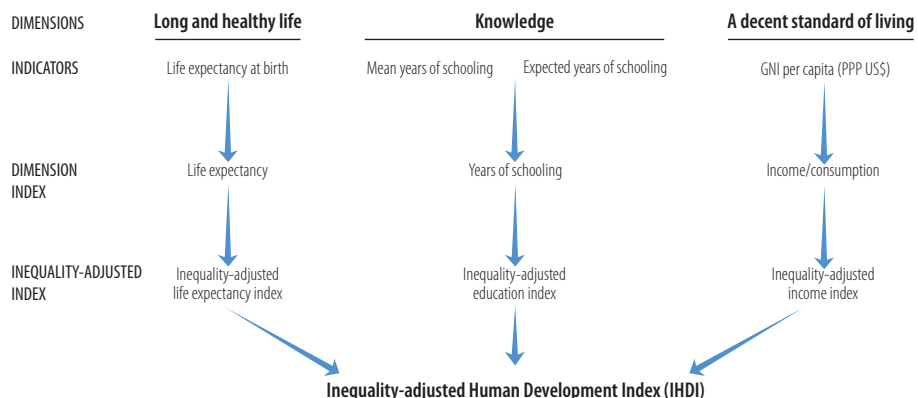 DIMENSIONS
Long and healthy life
Knowledge
A decent standard of living
INDICATORS
Life expectancy at birth
Mean years of schooling
Expected years of schooling
GNI per capita (PPP US$)
DIMENSION
INDEX
Life expectancy
Years of schooling
Income/consumption
INEQUALITY-ADJUSTED
INDEX
Inequality-adjusted
life expectancy index
Inequality-adjusted
education index
Inequality-adjusted
income index
Inequality-adjusted Human Development Index (IHDI)